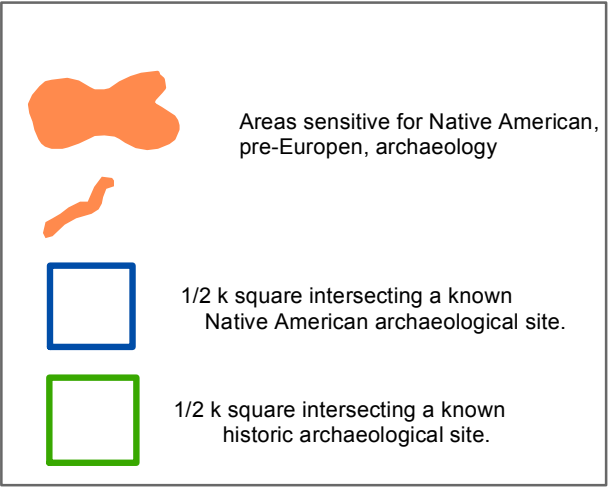 Areas sensitive for Native American,
pre-Europen, archaeology
1/2 k square intersecting a known
Native American archaeological site.
1/2 k square intersecting a known
historic archaeological site.